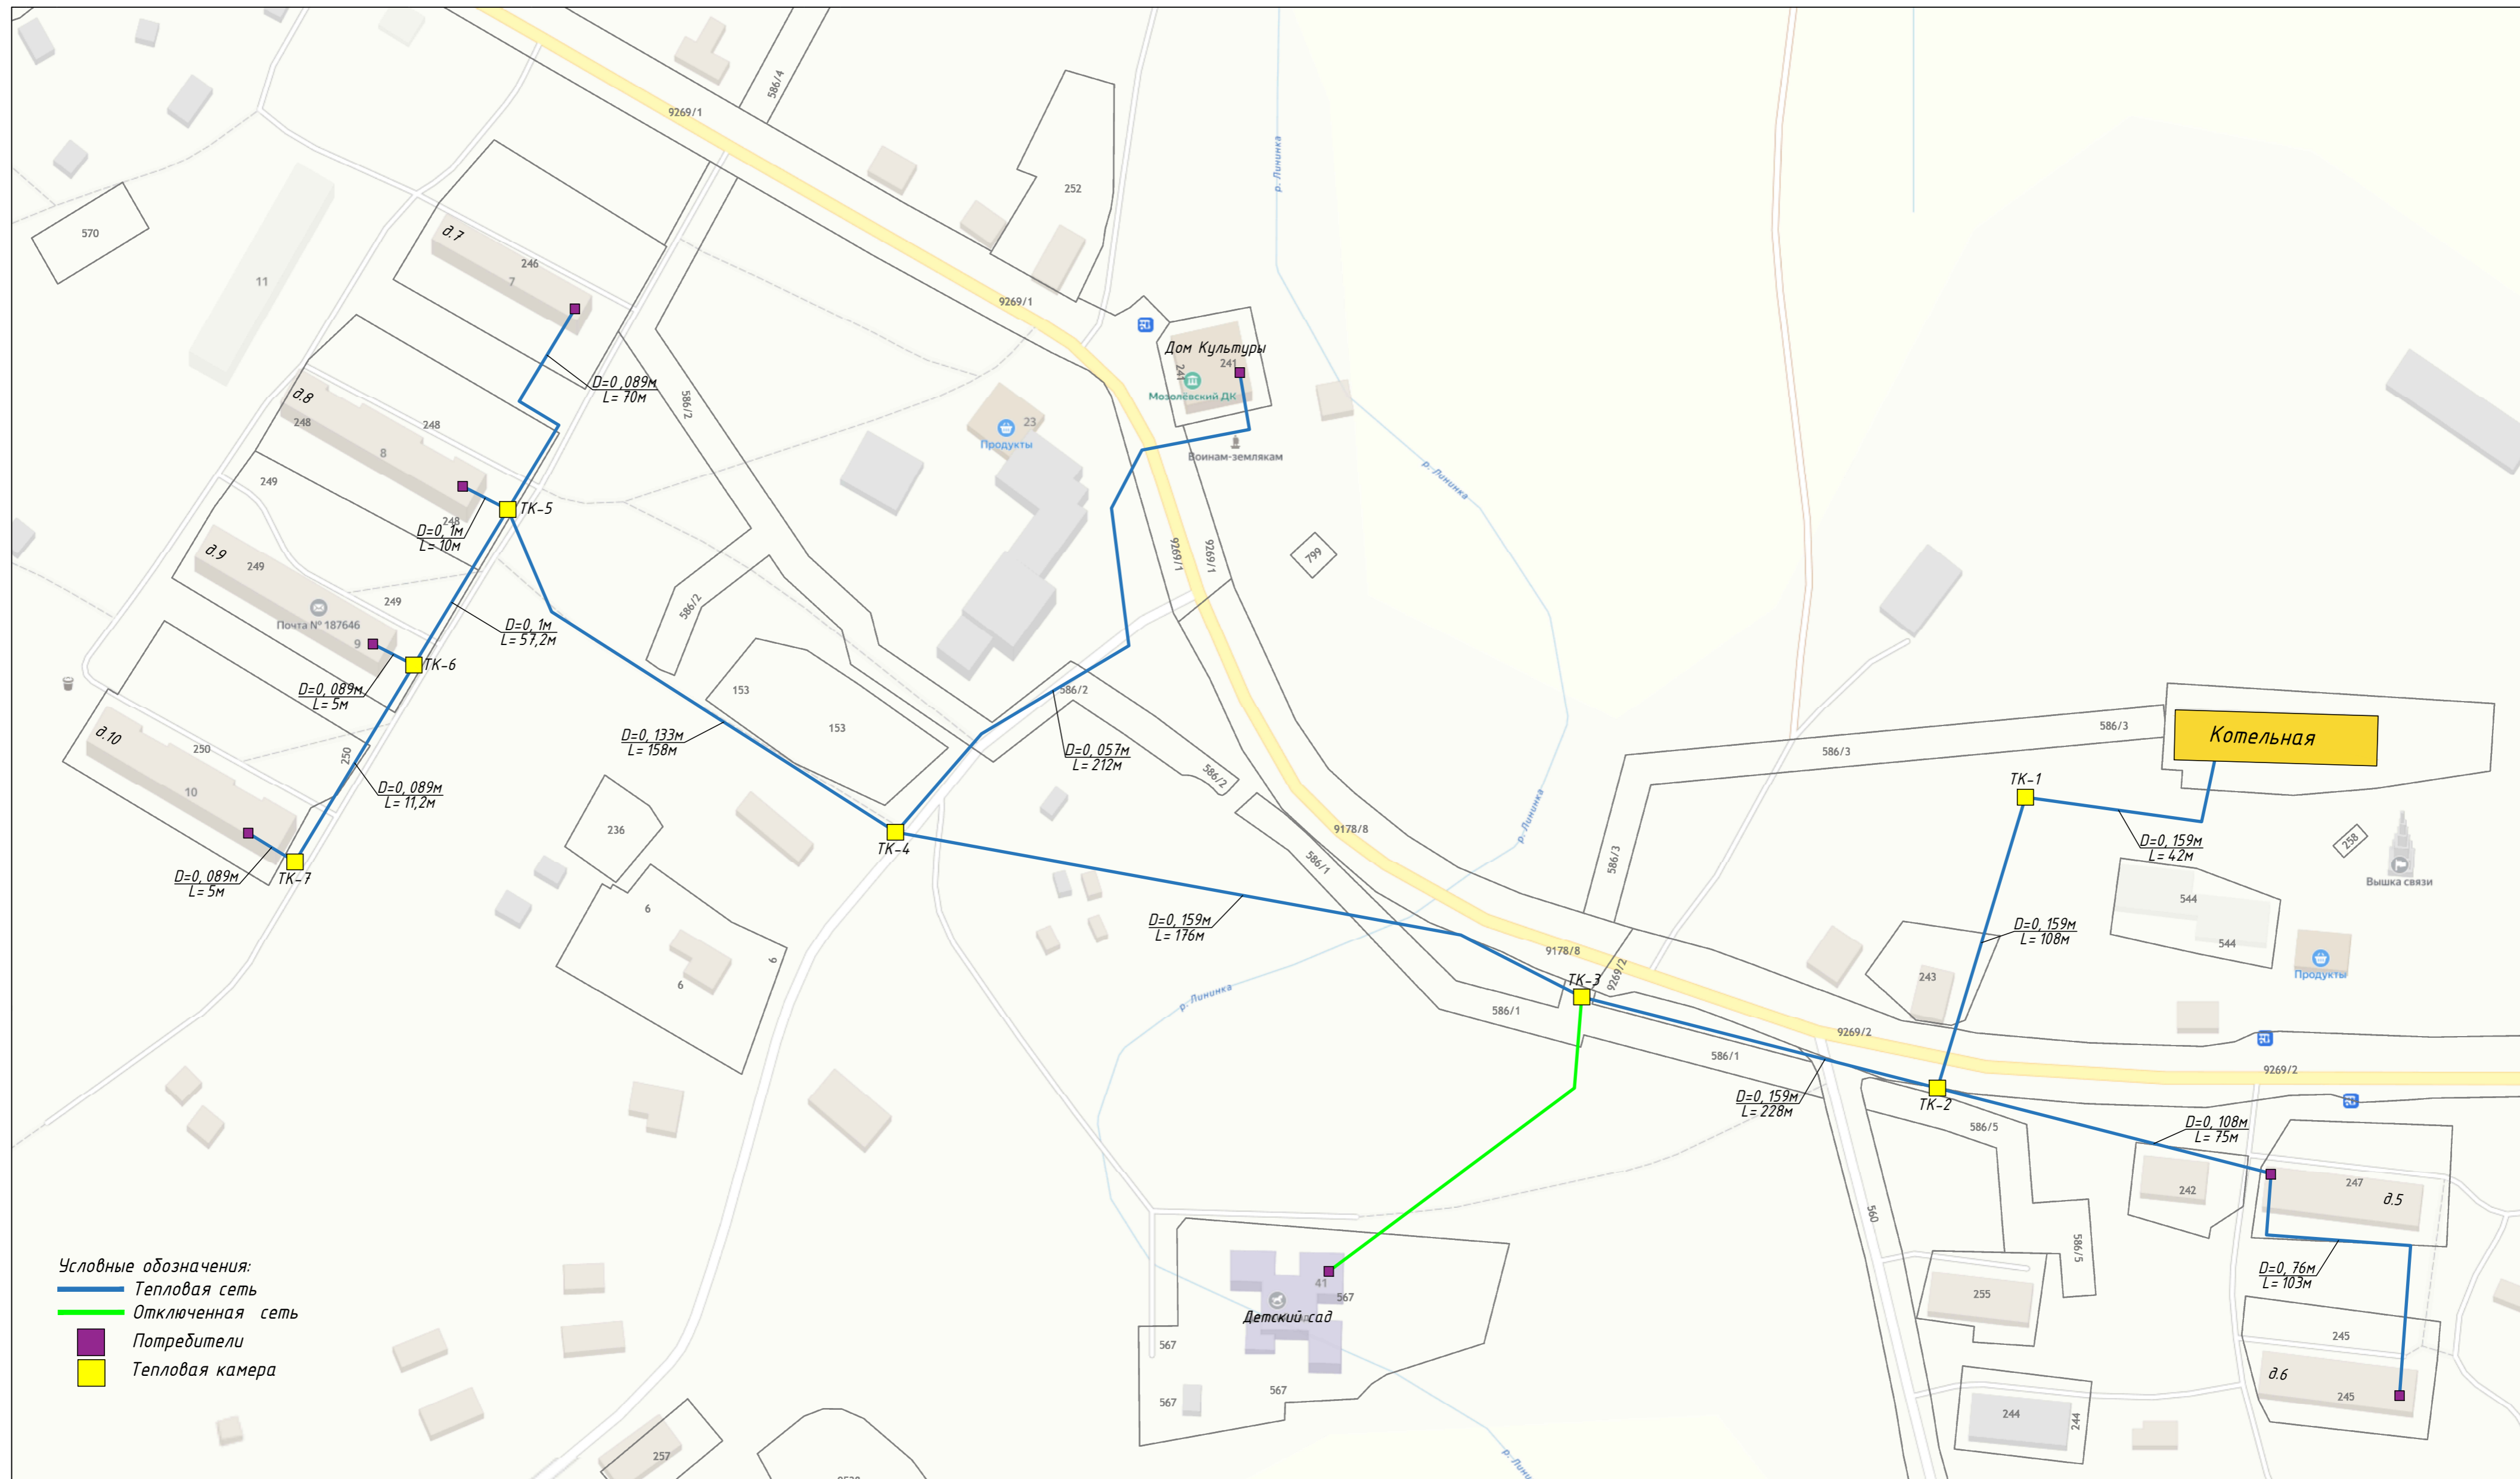 586/4
9269/1
252
р. Лининка
570
д.7
246
7
11
9269/1
Дом Культуры
241
241
Мозолёвский ДК
D=0,089м
L= 70м
586/2
д.8
248
248
8
23
Продукты
Воинам-землякам
р. Лининка
249
ТК-5
248
D=0,1м
L= 10м
д.9
249
249
Почта № 187646
9
D=0,1м
L= 57,2м
586/2
9269/1
9269/1
799
ТК-6
D=0,089м
L= 5м
153
153
586/2
D=0,133м
L= 158м
D=0,057м
L= 212м
586/2
586/3
586/3
Котельная
д.10
250
250
10
D=0,089м
L= 11,2м
ТК-1
р. Лининка
236
9178/8
D=0,159м
L= 42м
258
ТК-4
586/1
586/3
Вышка связи
D=0,089м
L= 5м
ТК-7
544
544
6
6
6
D=0,159м
L= 176м
D=0,159м
L= 108м
9178/8
9269/2
243
Продукты
ТК-3
р. Лининка
586/1
586/1
9269/2
9269/2
D=0,159м
L= 228м
ТК-2
D=0,108м
L= 75м
586/5
586/5
560
242
247
д.5
D=0,76м
L= 103м
41
567
Детский сад
567
567
567
255
245
д.6
245
244
244
Условные обозначения:
Тепловая сеть
Отключенная сеть
Потребители
Тепловая камера
257